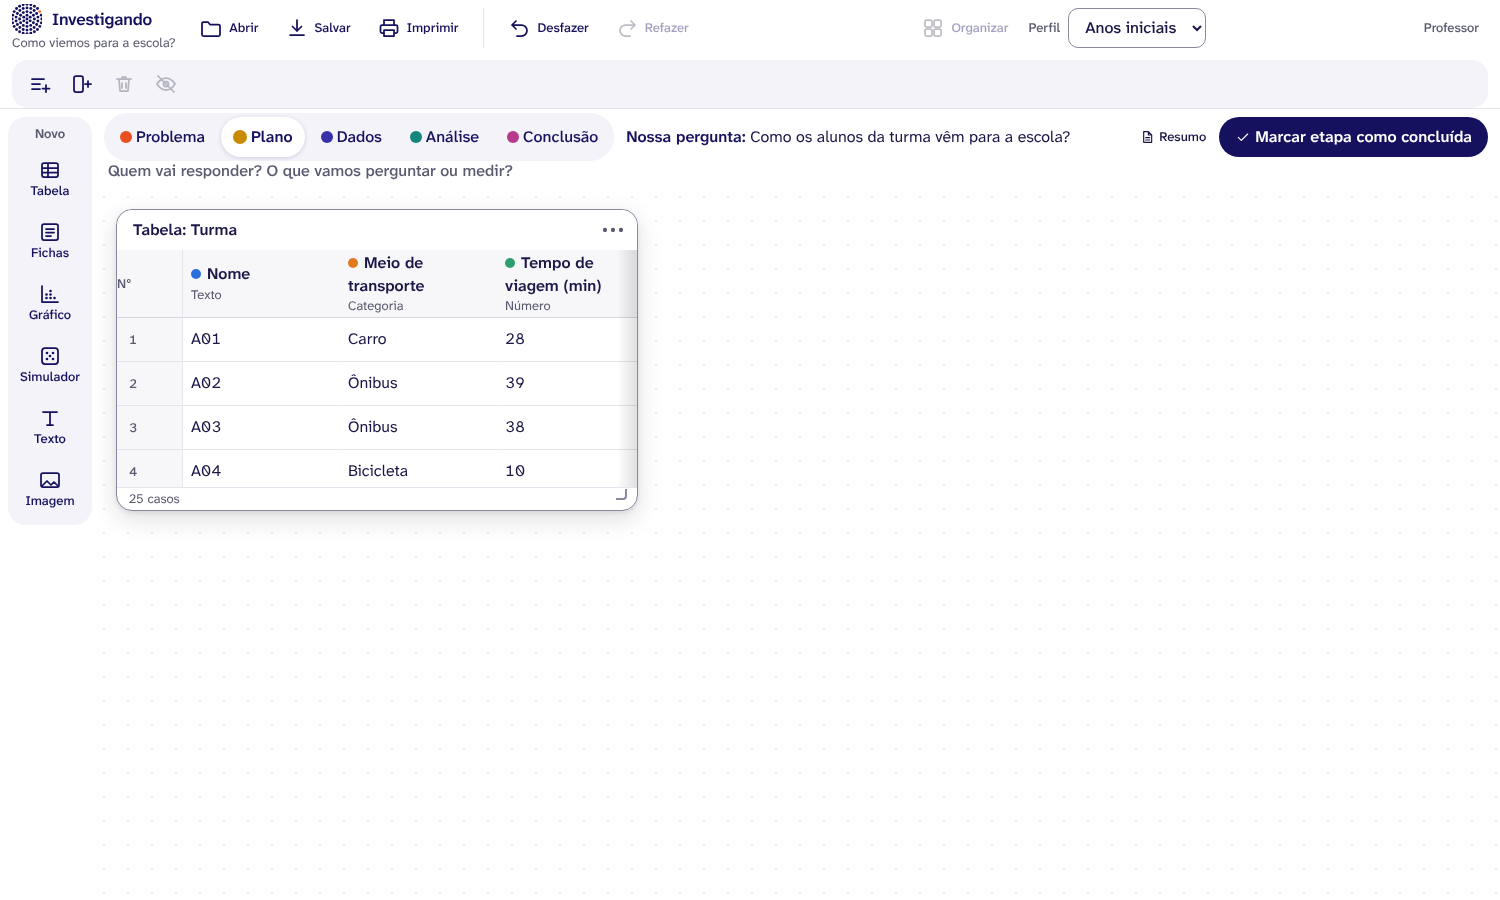 Investigando
Como viemos para a escola?
Abrir
Salvar
Imprimir
Desfazer
Refazer
Organizar
Perfil
Anos iniciais
Professor
Novo
Tabela
Fichas
Gráfico
Simulador
Texto
Imagem
Problema
Plano
Dados
Análise
Conclusão
Nossa pergunta: Como os alunos da turma vêm para a escola?
Resumo
Marcar etapa como concluída
Quem vai responder? O que vamos perguntar ou medir?
Tabela: Turma
N°
Nome
Texto
Meio de
transporte
Categoria
Tempo de
viagem (min)
Número
1 A01 Carro 28
2 A02 Ônibus 39
3 A03 Ônibus 38
4 A04 Bicicleta 10
25 casos